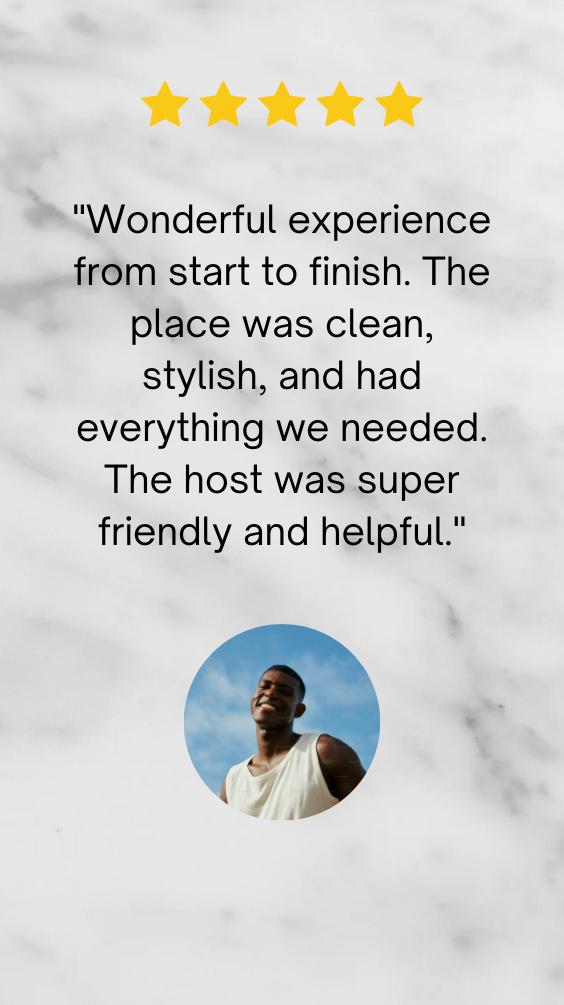 "Wonderful experience
from start to finish. The
place was clean,
stylish, and had
everything we needed.
The host was super
friendly and helpful."